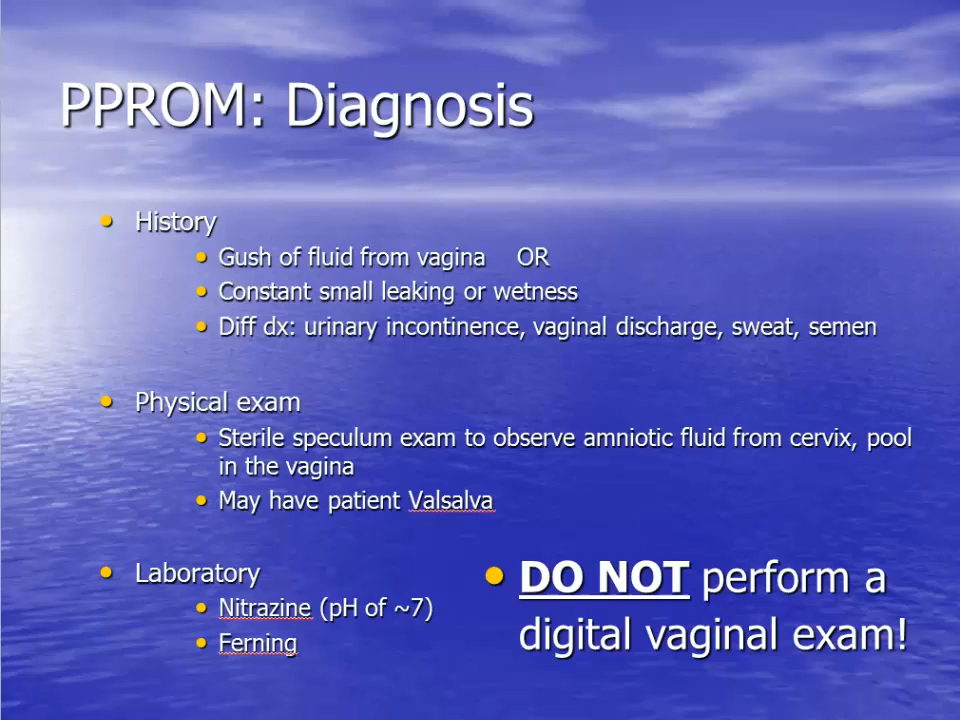 PPROM: Diagnosis
• History
• Gush of fluid from vagina OR
• Constant small leaking or wetness
• Diff dx: urinary incontinence, vaginal discharge, sweat, semen
• Physical exam
• Sterile speculum exam to observe amniotic fluid from cervix, pool
in the vagina
• May have patient Valsalva
• Laboratory
• Nitrazine (pH of ~7)
• Ferning
• DO NOT perform a
digital vaginal exam!